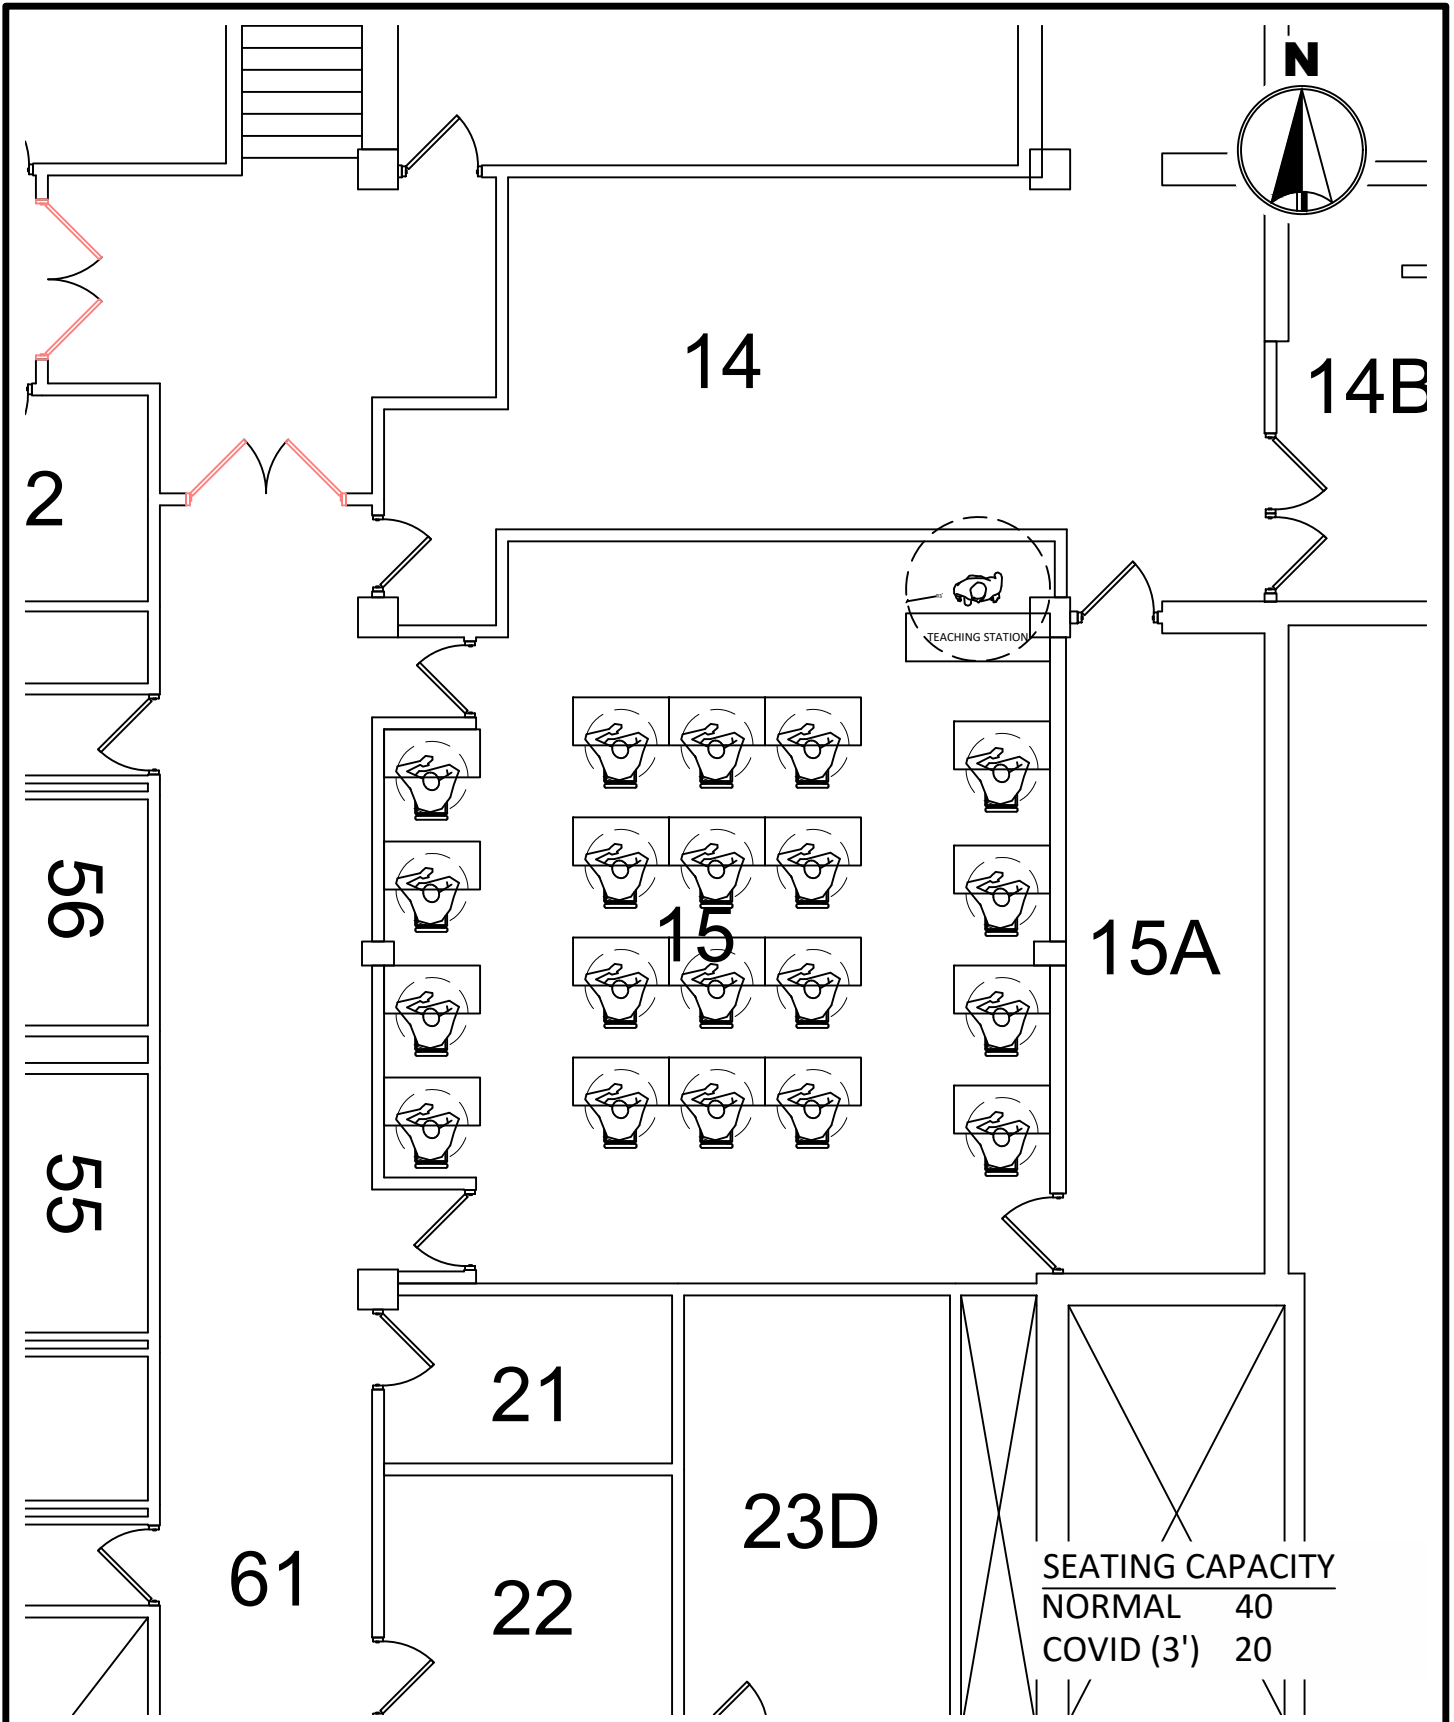 N
14
14B
2
TEACHING STATION
56
15
15A
55
21
23D
61
22
SEATING CAPACITY
NORMAL 40
COVID (3') 20